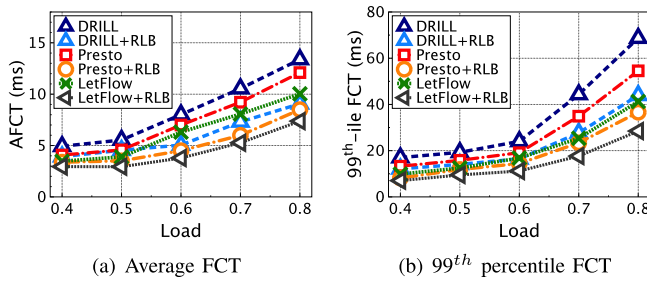 15
10
5
0
AFCT (ms)
DRILL
DRILL+RLB
Presto
Presto+RLB
LetFlow
LetFlow+RLB
0.4 0.5 0.6 0.7 0.8
Load
(a) Average FCT
80
60
40
20
0
99th-ile FCT (ms)
DRILL
DRILL+RLB
Presto
Presto+RLB
LetFlow
LetFlow+RLB
0.4 0.5 0.6 0.7 0.8
Load
(b) 99th percentile FCT